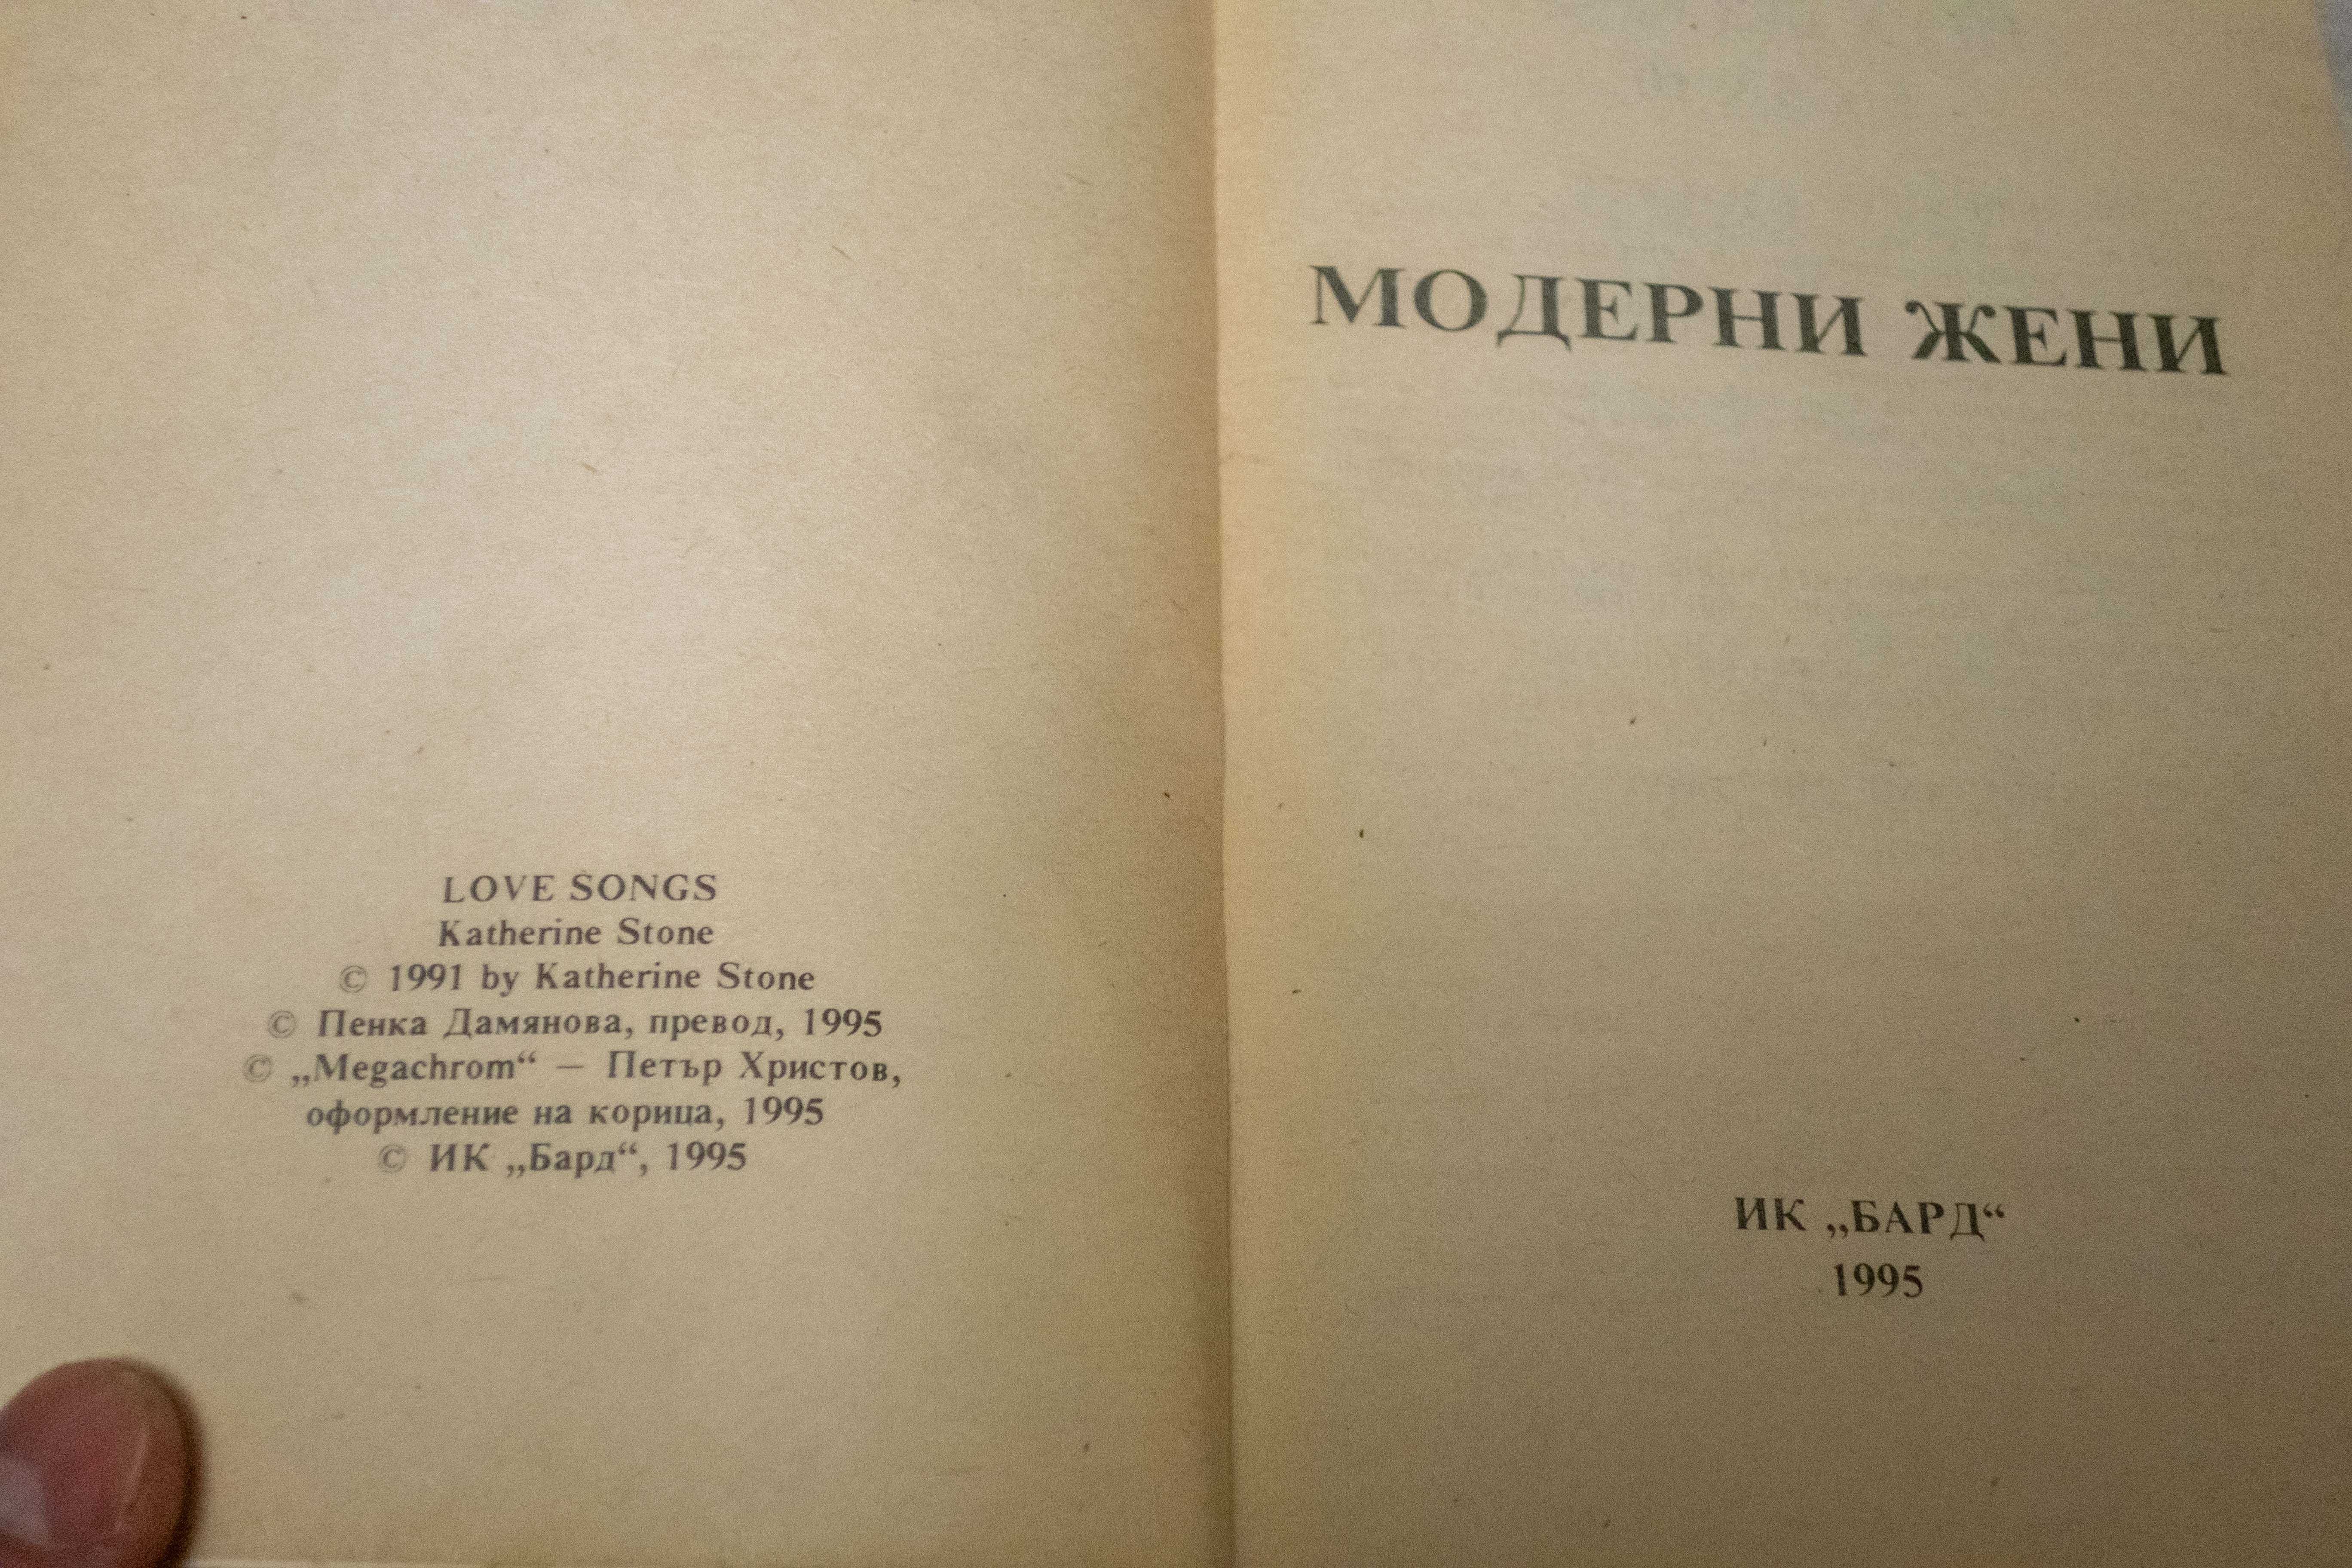 LOVE SONGS
Katherine Stone
© 1991 by Katherine Stone
© Пенка Дамянова, превод, 1995
© „Megachrom“ — Петър Христов,
оформление на корица, 1995
© ИК „Бард“, 1995
МОДЕРНИ ЖЕНИ
ИК „БАРД“
1995